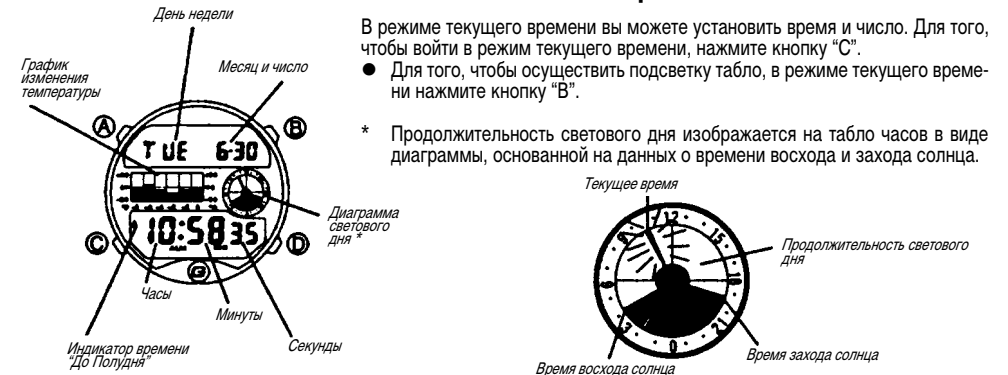 День недели
График
изменения
температуры
Месяц и число
A
B
TUE 6-30
10:58 35
C
D
G
Диаграмма
светового
дня *
Часы
Минуты
Секунды
Индикатор времени
"До Полудня"
В режиме текущего времени вы можете установить время и число. Для того,
чтобы войти в режим текущего времени, нажмите кнопку “C”.
● Для того, чтобы осуществить подсветку табло, в режиме текущего време-
ни нажмите кнопку “B”.
* Продолжительность светового дня изображается на табло часов в виде
диаграммы, основанной на данных о времени восхода и захода солнца.
Текущее время
9 12 15
6 18
3 0 21
Продолжительность светового
дня
Время захода солнца
Время восхода солнца